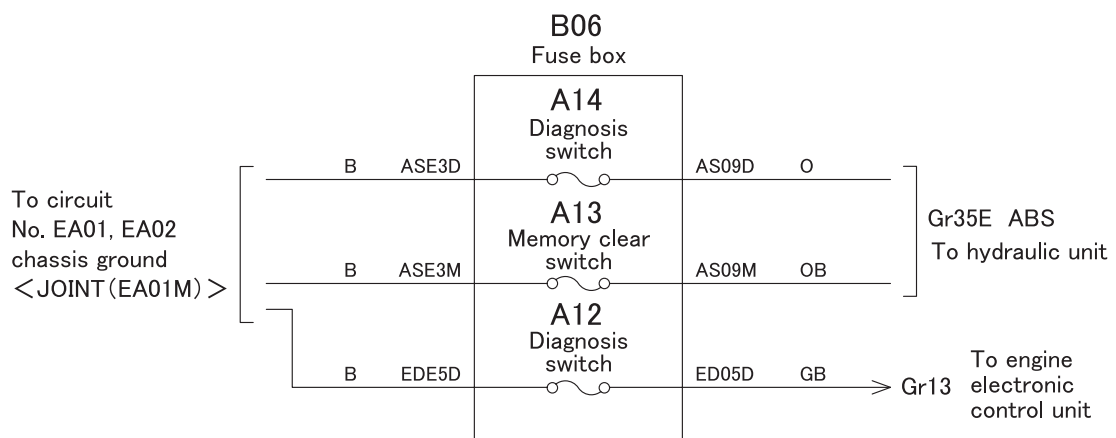 B06
Fuse box
A14
Diagnosis
switch
B ASE3D
AS09D O
To circuit
No. EA01, EA02
chassis ground
<JOINT(EA01M)>
A13
Memory clear
switch
B ASE3M
AS09M OB
Gr35E ABS
To hydraulic unit
A12
Diagnosis
switch
B EDE5D
ED05D GB
Gr13
To engine
electronic
control unit